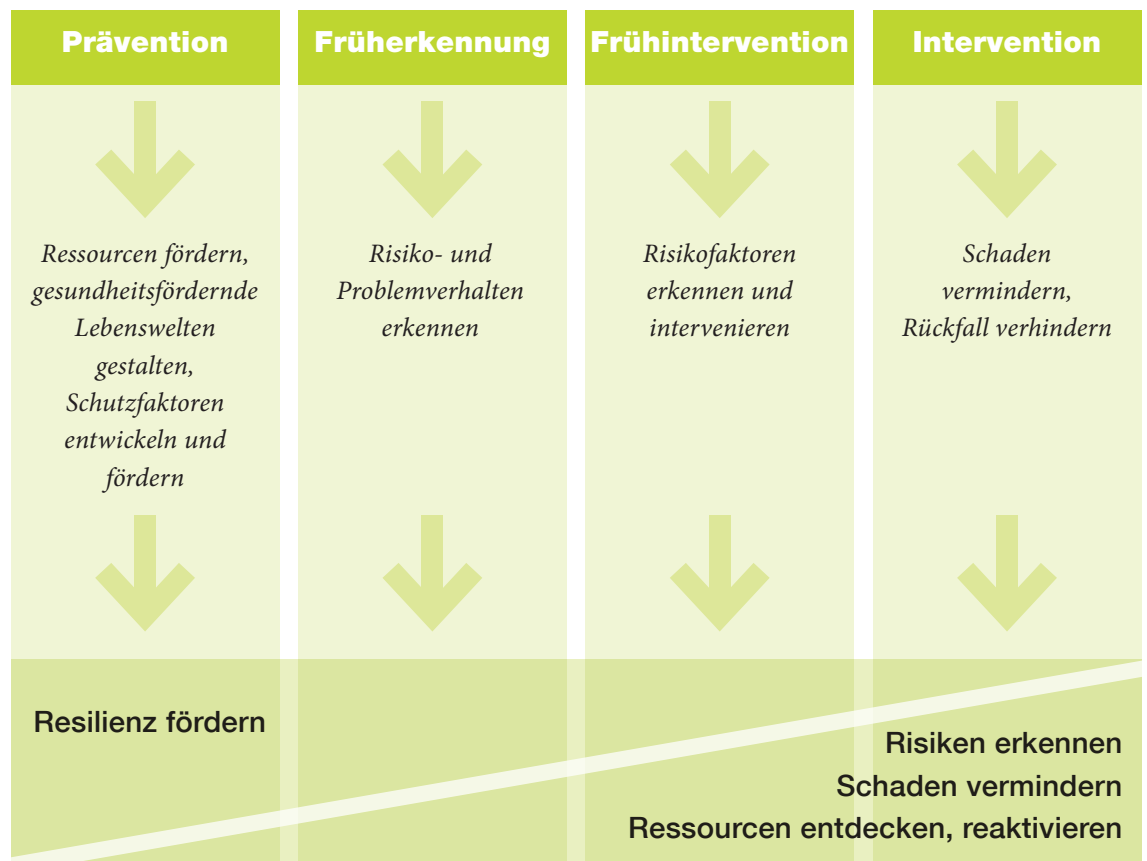 Prävention
Früherkennung
Frühintervention
Intervention
Ressourcen fördern,
gesundheitsfördernde
Lebenswelten
gestalten,
Schutzfaktoren
entwickeln und
fördern
Risiko- und
Problemverhalten
erkennen
Risikofaktoren
erkennen und
intervenieren
Schaden
vermindern,
Rückfall verhindern
Resilienz fördern
Risiken erkennen
Schaden vermindern
Ressourcen entdecken, reaktivieren